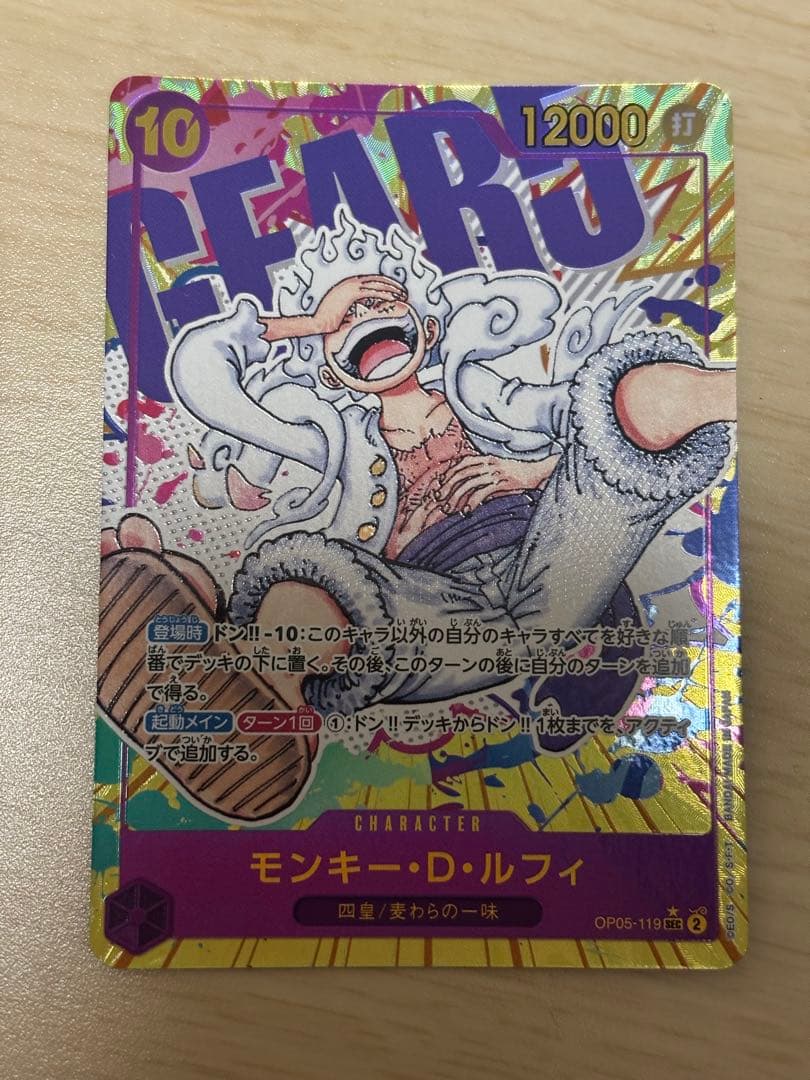 10
12000 打
GEAR5
登場時 ドン!!-10:このキャラ以外の自分のキャラすべてを好きな順
番でデッキの下に置く。その後、このターンの後に自分のターンを追加
で得る。
起動メイン ターン1回 ①:ドン!!デッキからドン!!1枚までを、アクティ
ブで追加する。
CHARACTER
モンキー・D・ルフィ
四皇/麦わらの一味
OP05-119 ★ SEC 2
©E.O/S. ©E.O./S.,F,T BANDAI MADE IN JAPAN